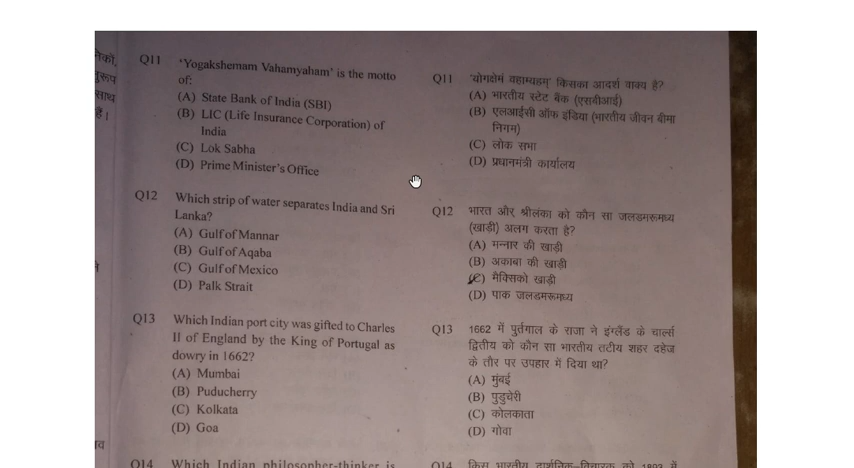 निकों,
नुरूप
साथ
हैं।
Q11 'Yogakshemam Vahamyaham' is the motto
of:
(A) State Bank of India (SBI)
(B) LIC (Life Insurance Corporation) of
India
(C) Lok Sabha
(D) Prime Minister's Office
Q12 Which strip of water separates India and Sri
Lanka?
(A) Gulf of Mannar
(B) Gulf of Aqaba
(C) Gulf of Mexico
(D) Palk Strait
Q13 Which Indian port city was gifted to Charles
II of England by the King of Portugal as
dowry in 1662?
(A) Mumbai
(B) Puducherry
(C) Kolkata
(D) Goa
Q14 Which Indian philosopher-thinker is
Q11 'योगक्षेमं वहाम्यहम्' किसका आदर्श वाक्य है?
(A) भारतीय स्टेट बैंक (एसबीआई)
(B) एलआईसी ऑफ इंडिया (भारतीय जीवन बीमा
निगम)
(C) लोक सभा
(D) प्रधानमंत्री कार्यालय
Q12 भारत और श्रीलंका को कौन सा जलडमरूमध्य
(खाड़ी) अलग करता है?
(A) मन्नार की खाड़ी
(B) अकाबा की खाड़ी
(C) मैक्सिको खाड़ी
(D) पाक जलडमरूमध्य
Q13 1662 में पुर्तगाल के राजा ने इंग्लैंड के चार्ल्स
द्वितीय को कौन सा भारतीय तटीय शहर दहेज
के तौर पर उपहार में दिया था?
(A) मुंबई
(B) पुडुचेरी
(C) कोलकाता
(D) गोवा
Q14 किस भारतीय दार्शनिक-विचारक को 1893 में